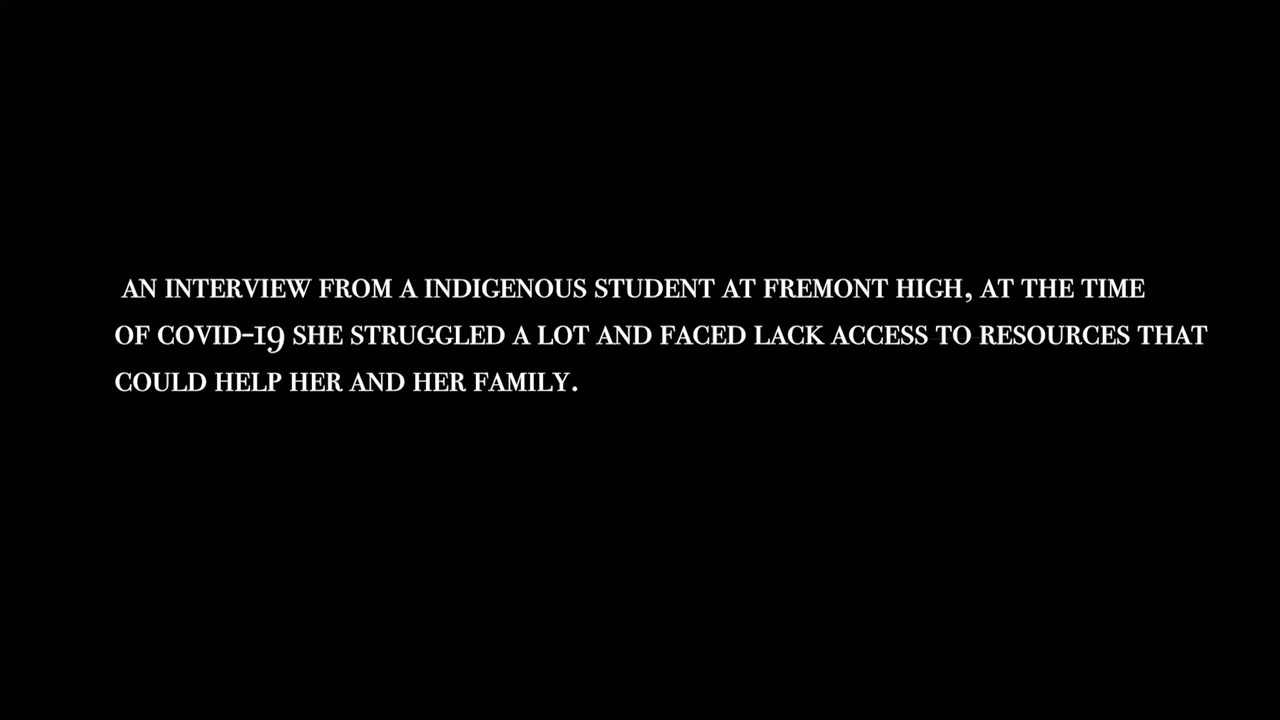 AN INTERVIEW FROM A INDIGENOUS STUDENT AT FREMONT HIGH, AT THE TIME
OF COVID-19 SHE STRUGGLED A LOT AND FACED LACK ACCESS TO RESOURCES THAT
COULD HELP HER AND HER FAMILY.